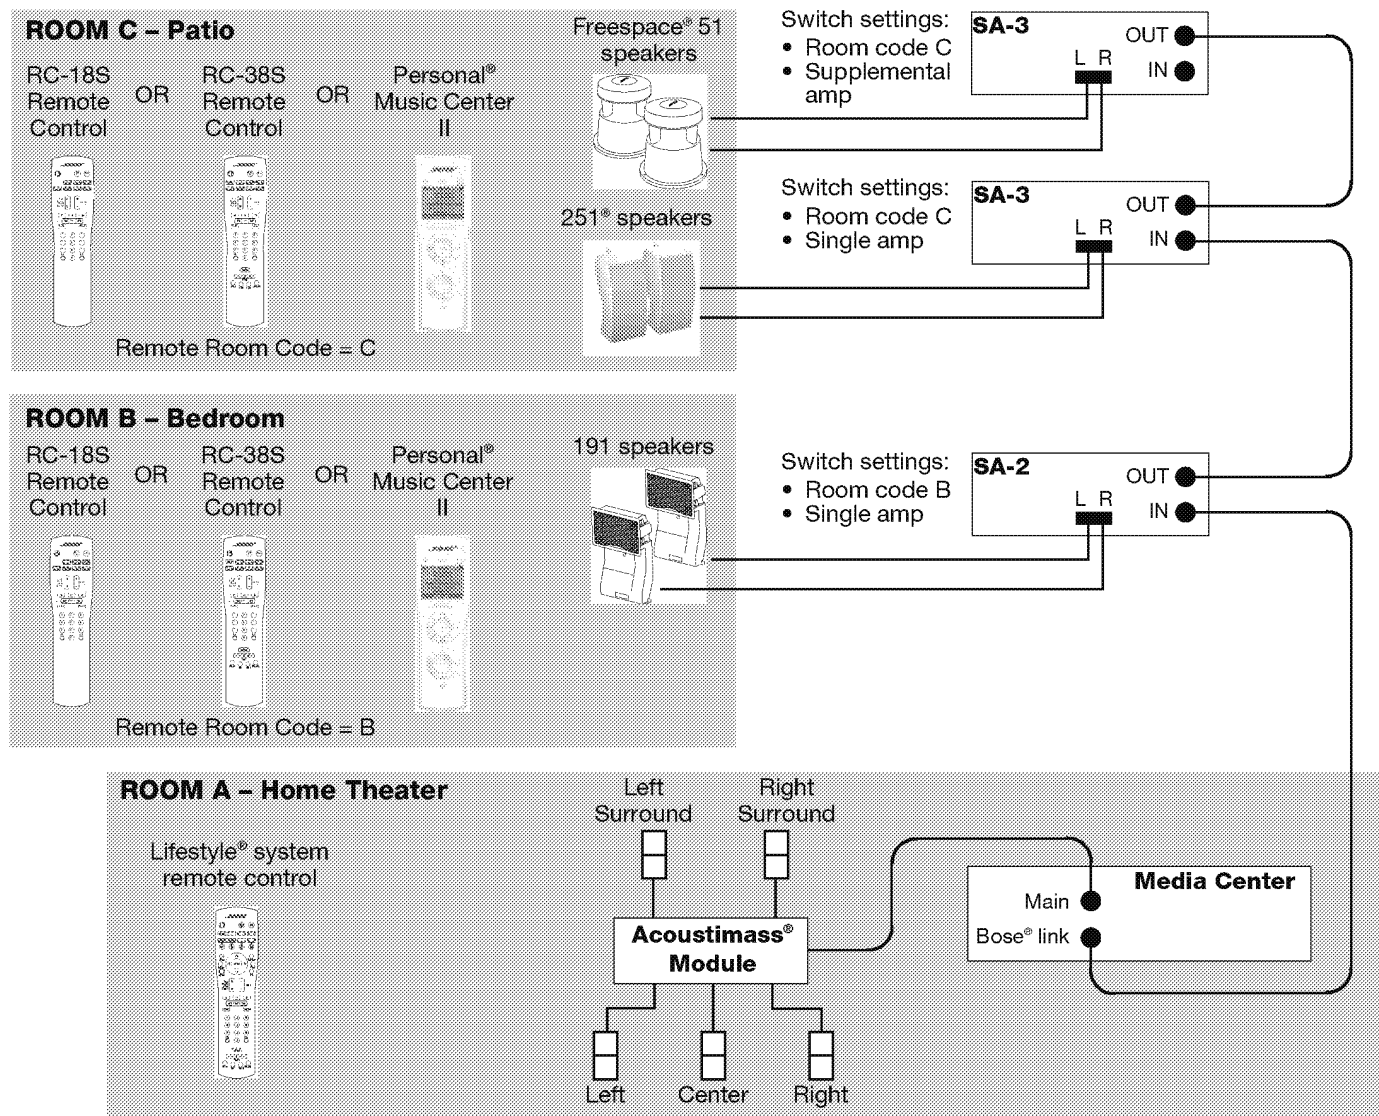 ROOM C – Patio
RC-18S
Remote
Control
OR
RC-38S
Remote
Control
OR
Personal®
Music Center
II
Remote Room Code = C
Freespace® 51
speakers
251® speakers
Switch settings:
• Room code C
• Supplemental
amp
SA-3
OUT
IN
L R
Switch settings:
• Room code C
• Single amp
SA-3
OUT
IN
L R
ROOM B – Bedroom
RC-18S
Remote
Control
OR
RC-38S
Remote
Control
OR
Personal®
Music Center
II
Remote Room Code = B
191 speakers
Switch settings:
• Room code B
• Single amp
SA-2
OUT
IN
L R
ROOM A – Home Theater
Lifestyle® system
remote control
Left
Surround
Right
Surround
Acoustimass®
Module
Left
Center
Right
Media Center
Main
Bose® link